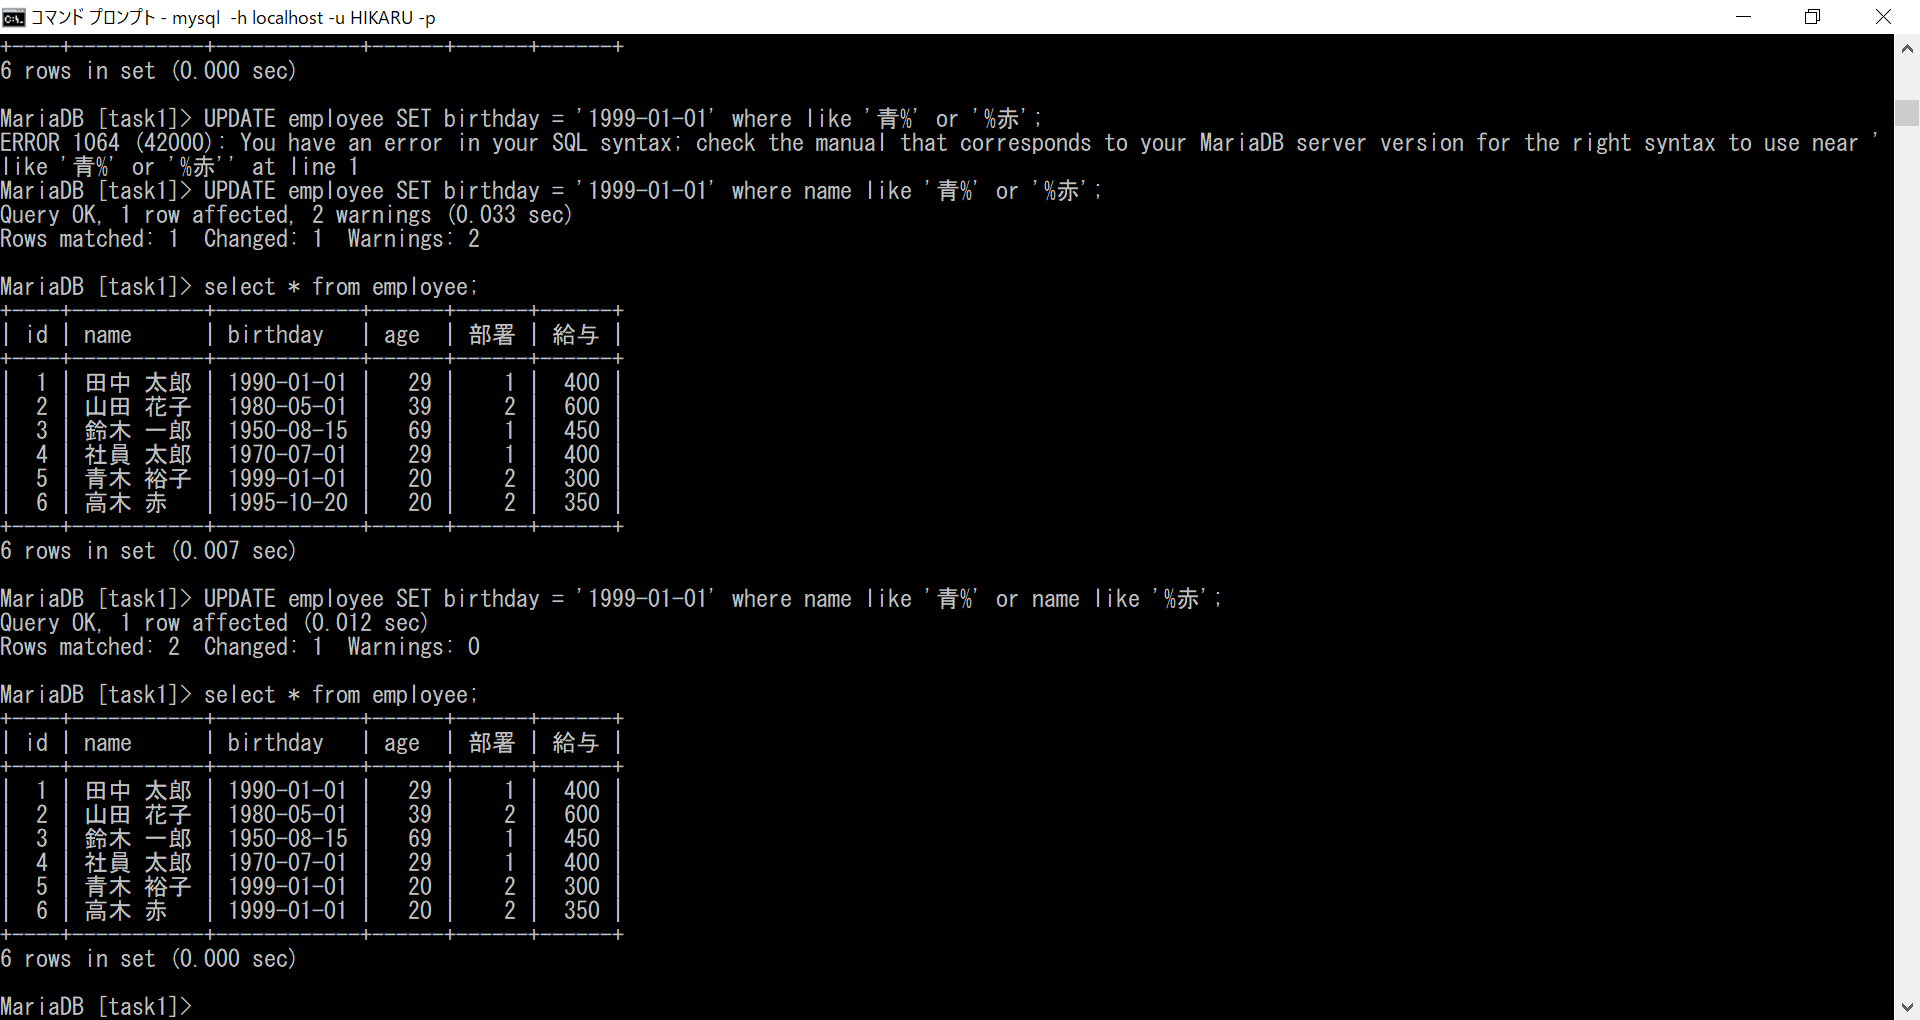 コマンド プロンプト - mysql  -h localhost -u HIKARU -p
+----+-----------+------------+------+------+------+
6 rows in set (0.000 sec)
MariaDB [task1]> UPDATE employee SET birthday = '1999-01-01' where like '青%' or '%赤';
ERROR 1064 (42000): You have an error in your SQL syntax; check the manual that corresponds to your MariaDB server version for the right syntax to use near '
like '青%' or '%赤'' at line 1
MariaDB [task1]> UPDATE employee SET birthday = '1999-01-01' where name like '青%' or '%赤';
Query OK, 1 row affected, 2 warnings (0.033 sec)
Rows matched: 1  Changed: 1  Warnings: 2
MariaDB [task1]> select * from employee;
+----+-----------+------------+------+------+------+
| id | name      | birthday   | age  | 部署 | 給与 |
+----+-----------+------------+------+------+------+
|  1 | 田中 太郎 | 1990-01-01 |   29 |    1 |  400 |
|  2 | 山田 花子 | 1980-05-01 |   39 |    2 |  600 |
|  3 | 鈴木 一郎 | 1950-08-15 |   69 |    1 |  450 |
|  4 | 社員 太郎 | 1970-07-01 |   29 |    1 |  400 |
|  5 | 青木 裕子 | 1999-01-01 |   20 |    2 |  300 |
|  6 | 高木 赤   | 1995-10-20 |   20 |    2 |  350 |
+----+-----------+------------+------+------+------+
6 rows in set (0.007 sec)
MariaDB [task1]> UPDATE employee SET birthday = '1999-01-01' where name like '青%' or name like '%赤';
Query OK, 1 row affected (0.012 sec)
Rows matched: 2  Changed: 1  Warnings: 0
MariaDB [task1]> select * from employee;
+----+-----------+------------+------+------+------+
| id | name      | birthday   | age  | 部署 | 給与 |
+----+-----------+------------+------+------+------+
|  1 | 田中 太郎 | 1990-01-01 |   29 |    1 |  400 |
|  2 | 山田 花子 | 1980-05-01 |   39 |    2 |  600 |
|  3 | 鈴木 一郎 | 1950-08-15 |   69 |    1 |  450 |
|  4 | 社員 太郎 | 1970-07-01 |   29 |    1 |  400 |
|  5 | 青木 裕子 | 1999-01-01 |   20 |    2 |  300 |
|  6 | 高木 赤   | 1999-01-01 |   20 |    2 |  350 |
+----+-----------+------------+------+------+------+
6 rows in set (0.000 sec)
MariaDB [task1]>